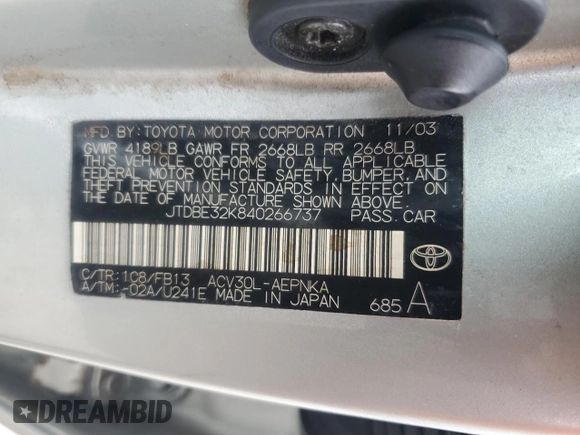 MFD. BY: TOYOTA MOTOR CORPORATION 11/03
GVWR 4189LB GAWR FR 2668LB RR 2668LB
THIS VEHICLE CONFORMS TO ALL APPLICABLE
FEDERAL MOTOR VEHICLE SAFETY, BUMPER, AND
THEFT PREVENTION STANDARDS IN EFFECT ON
THE DATE OF MANUFACTURE SHOWN ABOVE.
JTDBE32K840266737 PASS. CAR
C/TR: 1C8/FB13 ACV30L-AEPNKA
A/TM: -02A/U241E MADE IN JAPAN
685 A
TOYOTA
DREAMBID